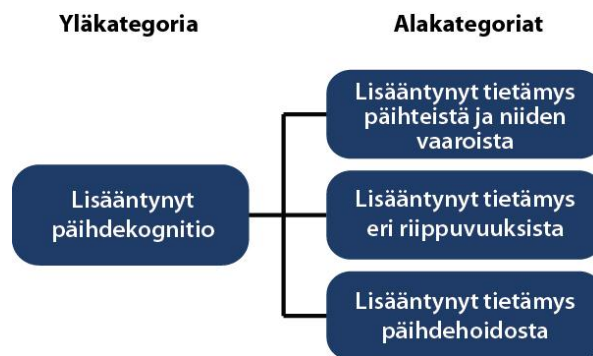 Yläkategoria
Alakategoriat
Lisääntynyt
päihdekognitio
Lisääntynyt tietämys
päihteistä ja niiden
vaaroista
Lisääntynyt tietämys
eri riippuvuuksista
Lisääntynyt tietämys
päihdehoidosta